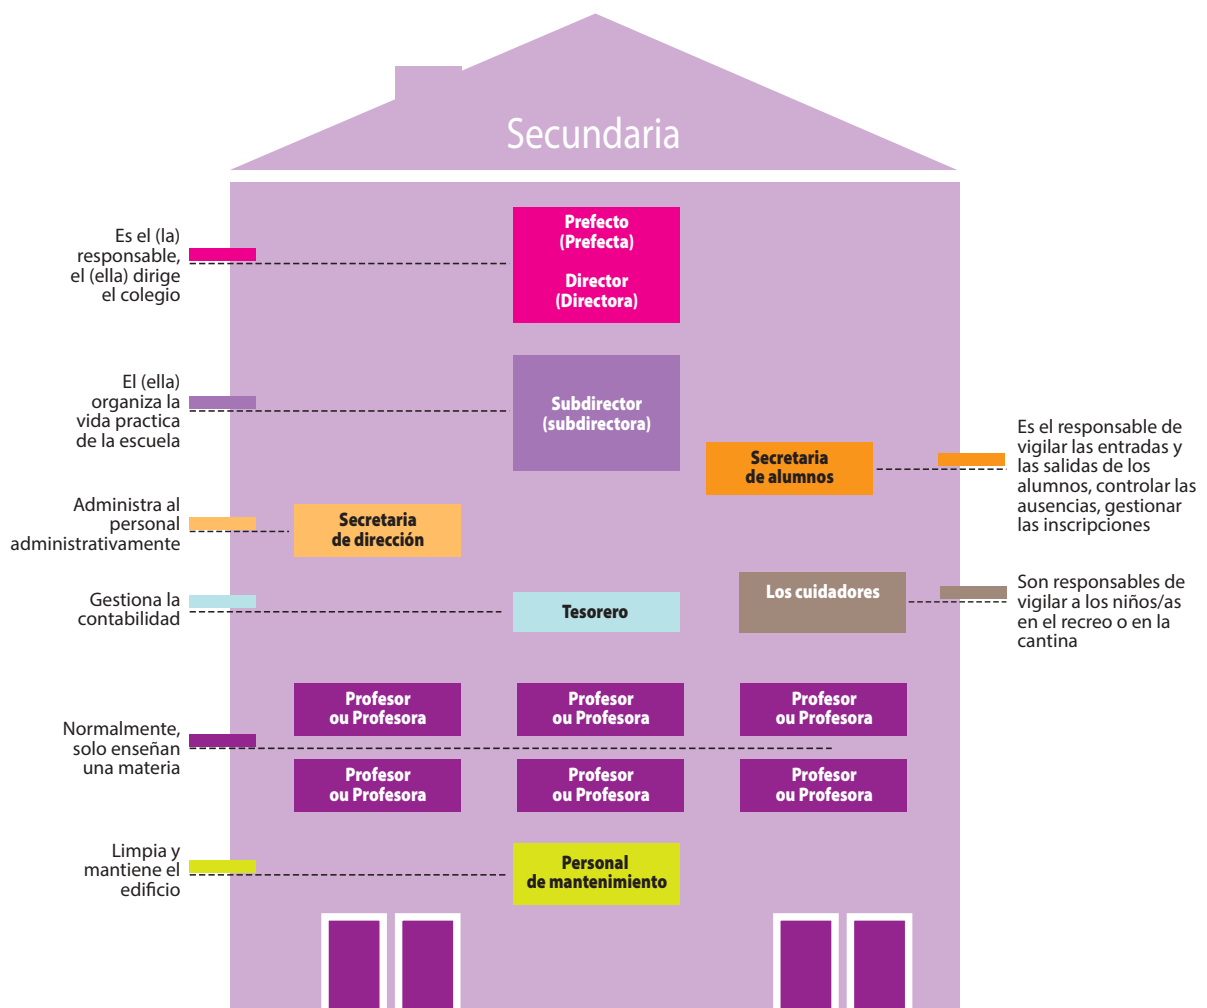 Secundaria
Es el (la)
responsable,
el (ella) dirige
el colegio
Prefecto
(Prefecta)
Director
(Directora)
El (ella)
organiza la
vida practica
de la escuela
Subdirector
(subdirectora)
Secretaria
de alumnos
Es el responsable de
vigilar las entradas y
las salidas de los
alumnos, controlar las
ausencias, gestionar
las inscripciones
Administra al
personal
administrativamente
Secretaria
de dirección
Gestiona la
contabilidad
Tesorero
Los cuidadores
Son responsables de
vigilar a los niños/as
en el recreo o en la
cantina
Normalmente,
solo enseñan
una materia
Profesor
ou Profesora
Profesor
ou Profesora
Profesor
ou Profesora
Profesor
ou Profesora
Profesor
ou Profesora
Profesor
ou Profesora
Limpia y
mantiene el
edificio
Personal
de mantenimiento